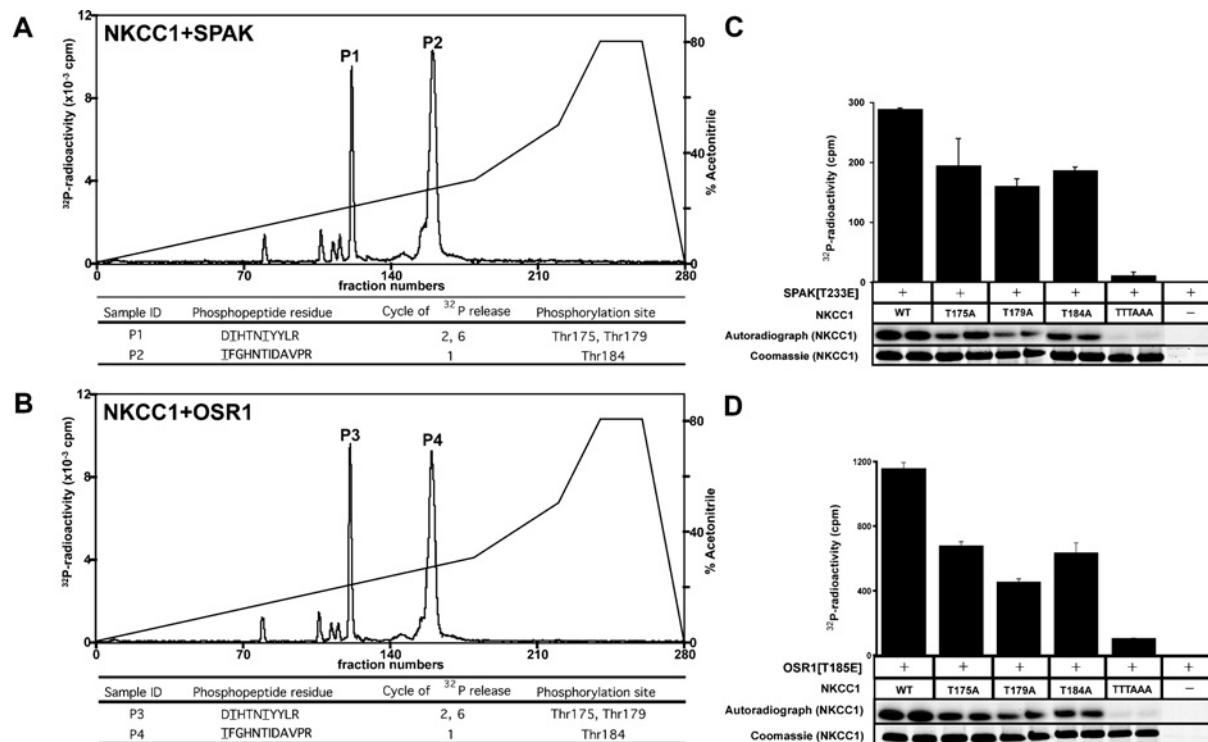 A
NKCC1+SPAK
12
8
4
0
³²P-radioactivity (x10⁻³ cpm)
P1
P2
80
40
0
% Acetonitrile
0 70 140 210 280
fraction numbers
Sample ID Phosphopeptide residue Cycle of ³²P release Phosphorylation site
P1 DIHTNTYYLR 2, 6 Thr175, Thr179
P2 TFGHNTIDAVPR 1 Thr184
B
NKCC1+OSR1
12
8
4
0
³²P-radioactivity (x10⁻³ cpm)
P3
P4
80
40
0
% Acetonitrile
0 70 140 210 280
fraction numbers
Sample ID Phosphopeptide residue Cycle of ³²P release Phosphorylation site
P3 DIHTNTYYLR 2, 6 Thr175, Thr179
P4 TFGHNTIDAVPR 1 Thr184
C
300
200
100
0
³²P-radioactivity (cpm)
SPAK[T233E] + + + + + +
NKCC1 WT T175A T179A T184A TTTAAA –
Autoradiograph (NKCC1)
Coomassie (NKCC1)
D
1200
800
400
0
³²P-radioactivity (cpm)
OSR1[T185E] + + + + + +
NKCC1 WT T175A T179A T184A TTTAAA –
Autoradiograph (NKCC1)
Coomassie (NKCC1)